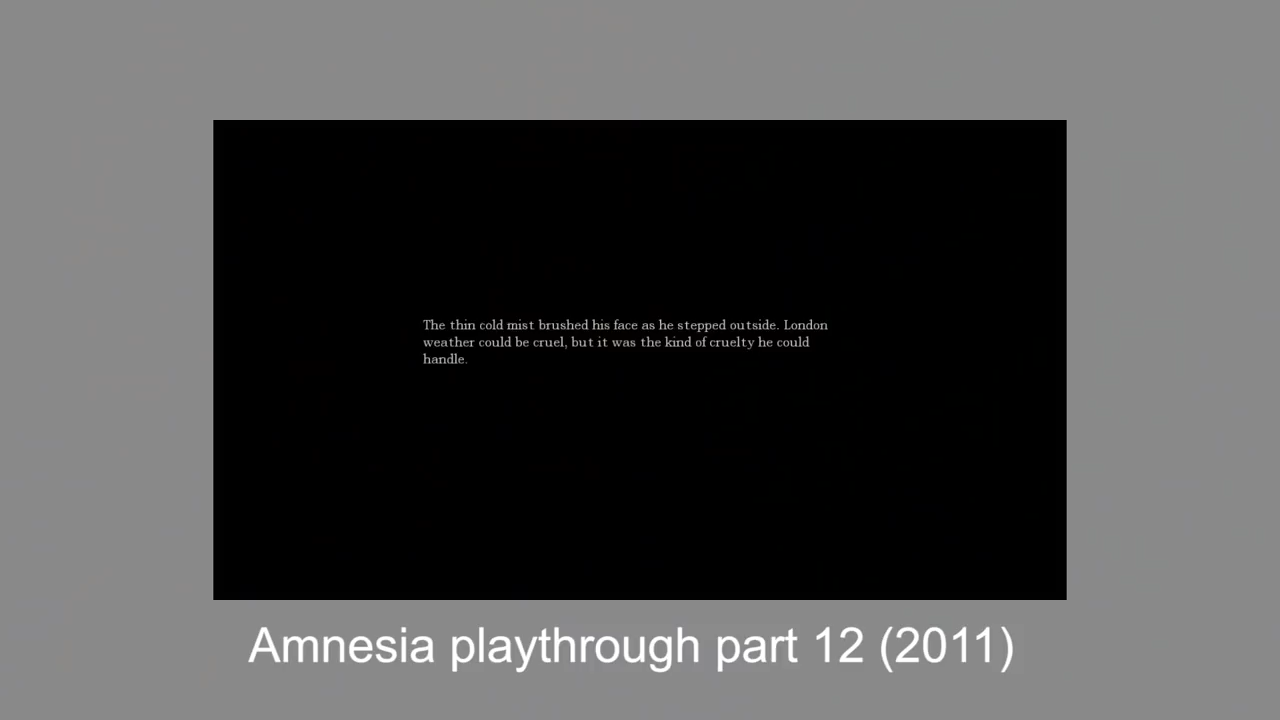 The thin cold mist brushed his face as he stepped outside. London
weather could be cruel, but it was the kind of cruelty he could
handle.
Amnesia playthrough part 12 (2011)